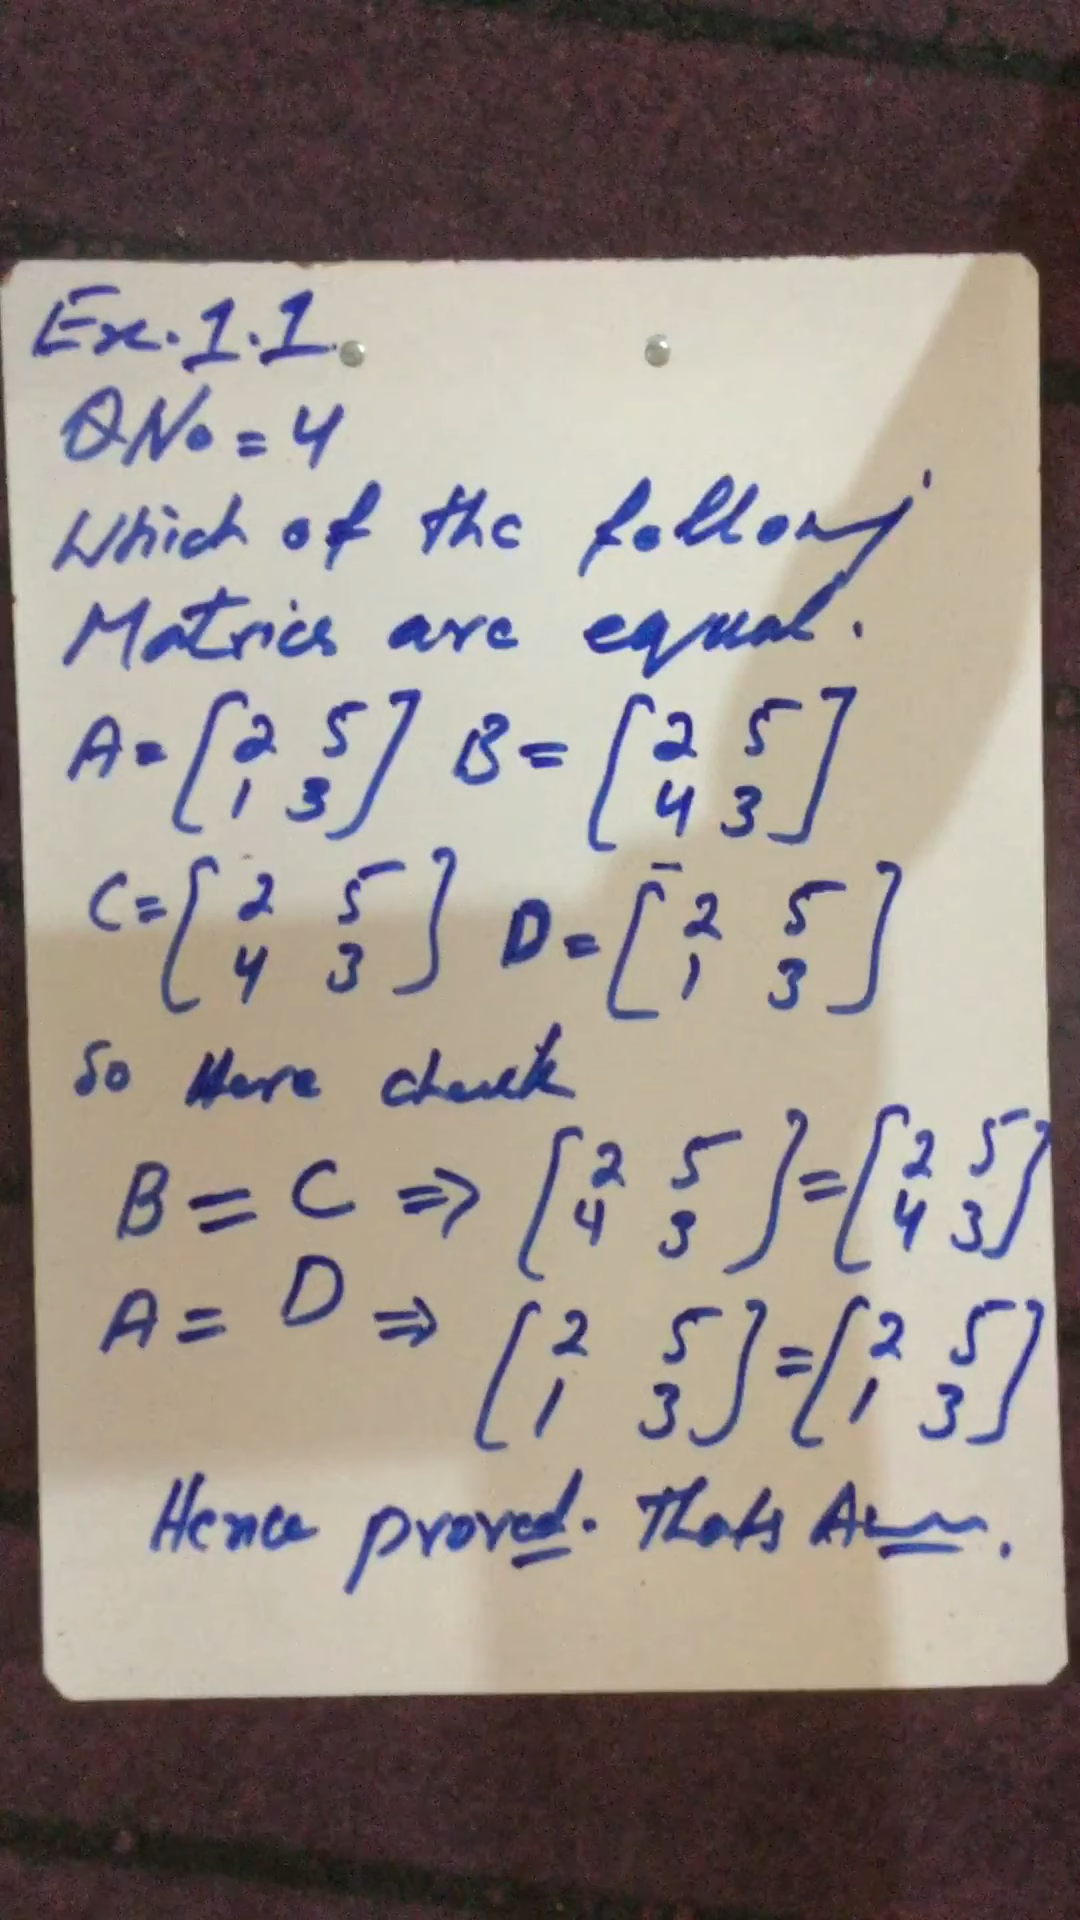 Ex. 1.1.
Q No = 4
Which of the following
Matrics are equal.
A = [2 5] B = [2 5]
[1 3] [4 3]
C = [2 5] D = [2 5]
[4 3] [1 3]
So Here check
B = C ⇒ [2 5] = [2 5]
[4 3] [4 3]
A = D ⇒ [2 5] = [2 5]
[1 3] [1 3]
Hence proved. Thats